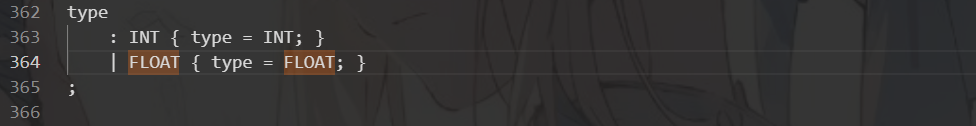 362 type
363     : INT { type = INT; }
364     | FLOAT { type = FLOAT; }
365 ;
366